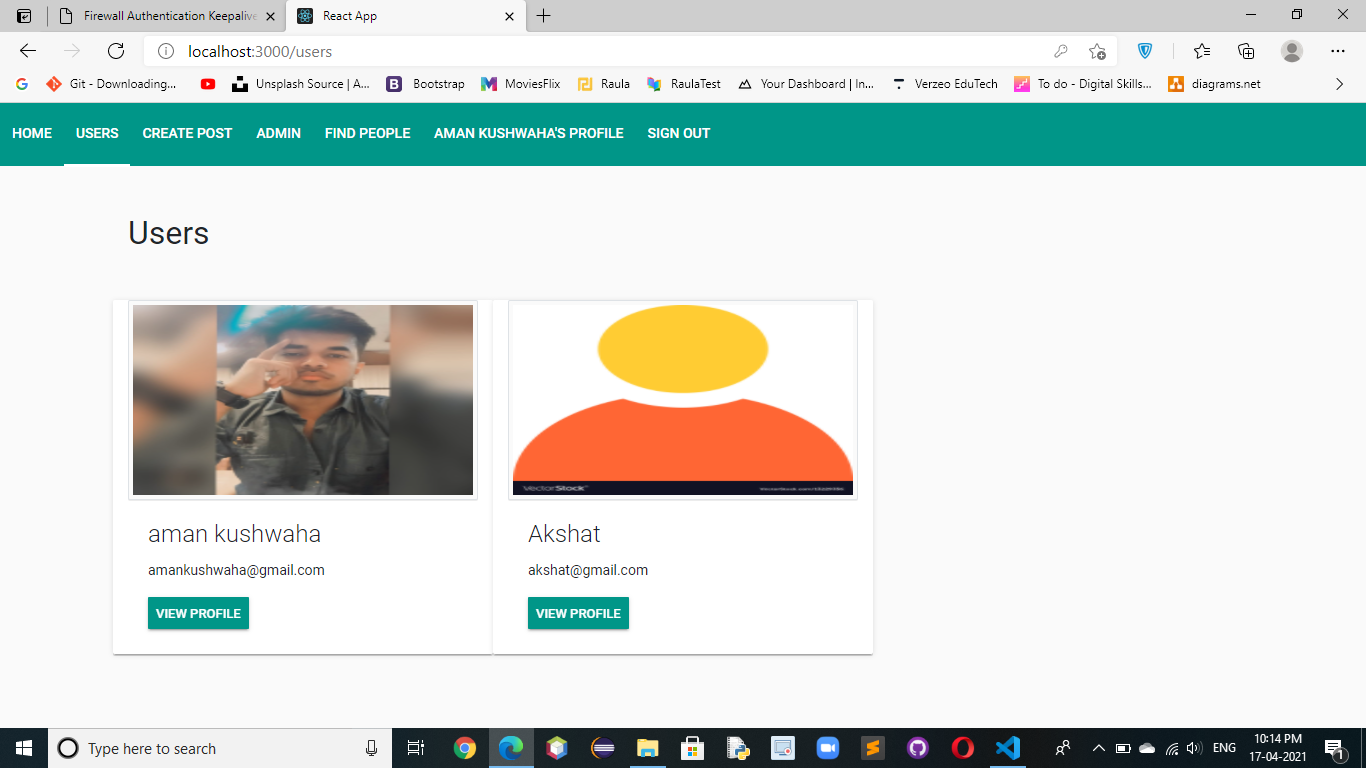 Firewall Authentication Keepalive
React App
localhost:3000/users
Git - Downloading...
Unsplash Source | A...
Bootstrap
MoviesFlix
Raula
RaulaTest
Your Dashboard | In...
Verzeo EduTech
To do - Digital Skills...
diagrams.net
HOME USERS CREATE POST ADMIN FIND PEOPLE AMAN KUSHWAHA'S PROFILE SIGN OUT
Users
VectorStock
aman kushwaha
amankushwaha@gmail.com
VIEW PROFILE
Akshat
akshat@gmail.com
VIEW PROFILE
Type here to search
ENG
10:14 PM
17-04-2021
1